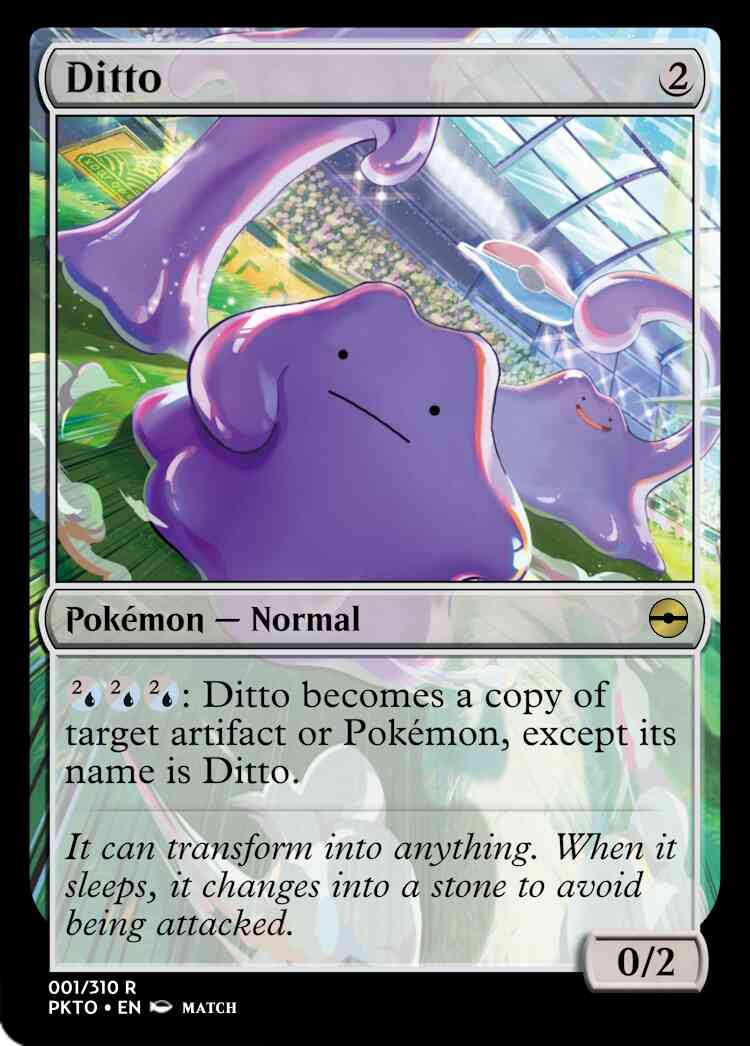 Ditto 2
Pokémon — Normal
2 2 2 : Ditto becomes a copy of
target artifact or Pokémon, except its
name is Ditto.
It can transform into anything. When it
sleeps, it changes into a stone to avoid
being attacked.
0/2
001/310 R
PKTO • EN MATCH